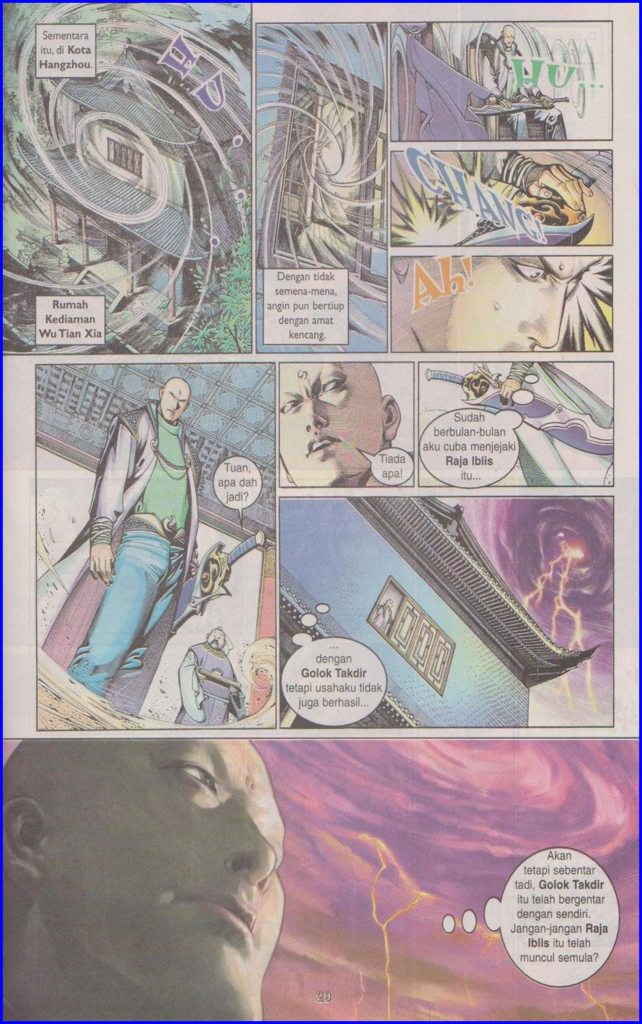 Sementara
itu, di Kota
Hangzhou.
HU
Rumah
Kediaman
Wu Tian Xia
Dengan tidak
semena-mena,
angin pun bertiup
dengan amat
kencang.
HU...
CHANG!
Ah!
Tuan,
apa dah
jadi?
Tiada
apa!
Sudah
berbulan-bulan
aku cuba menjejaki
Raja Iblis
itu...
...
dengan
Golok Takdir
tetapi usahaku tidak
juga berhasil...
Akan
tetapi sebentar
tadi, Golok Takdir
itu telah bergentar
dengan sendiri.
Jangan-jangan Raja
Iblis itu telah
muncul semula?
20